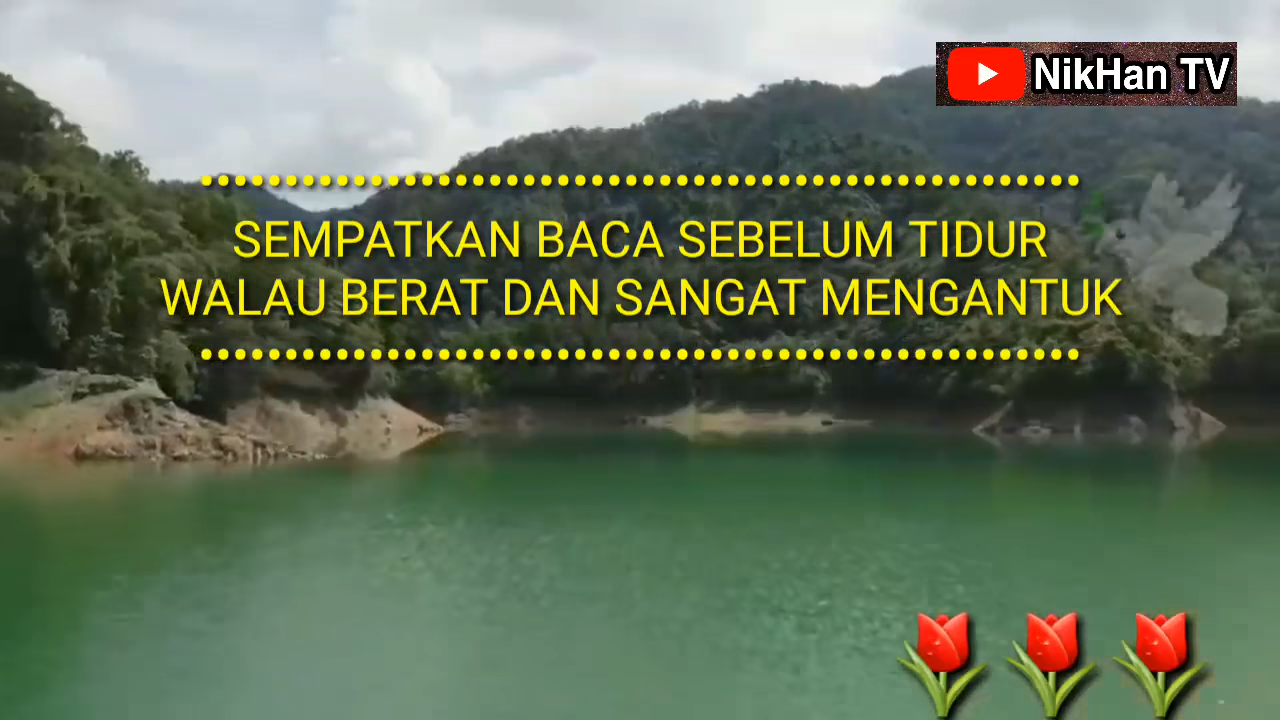 NikHan TV
SEMPATKAN BACA SEBELUM TIDUR
WALAU BERAT DAN SANGAT MENGANTUK